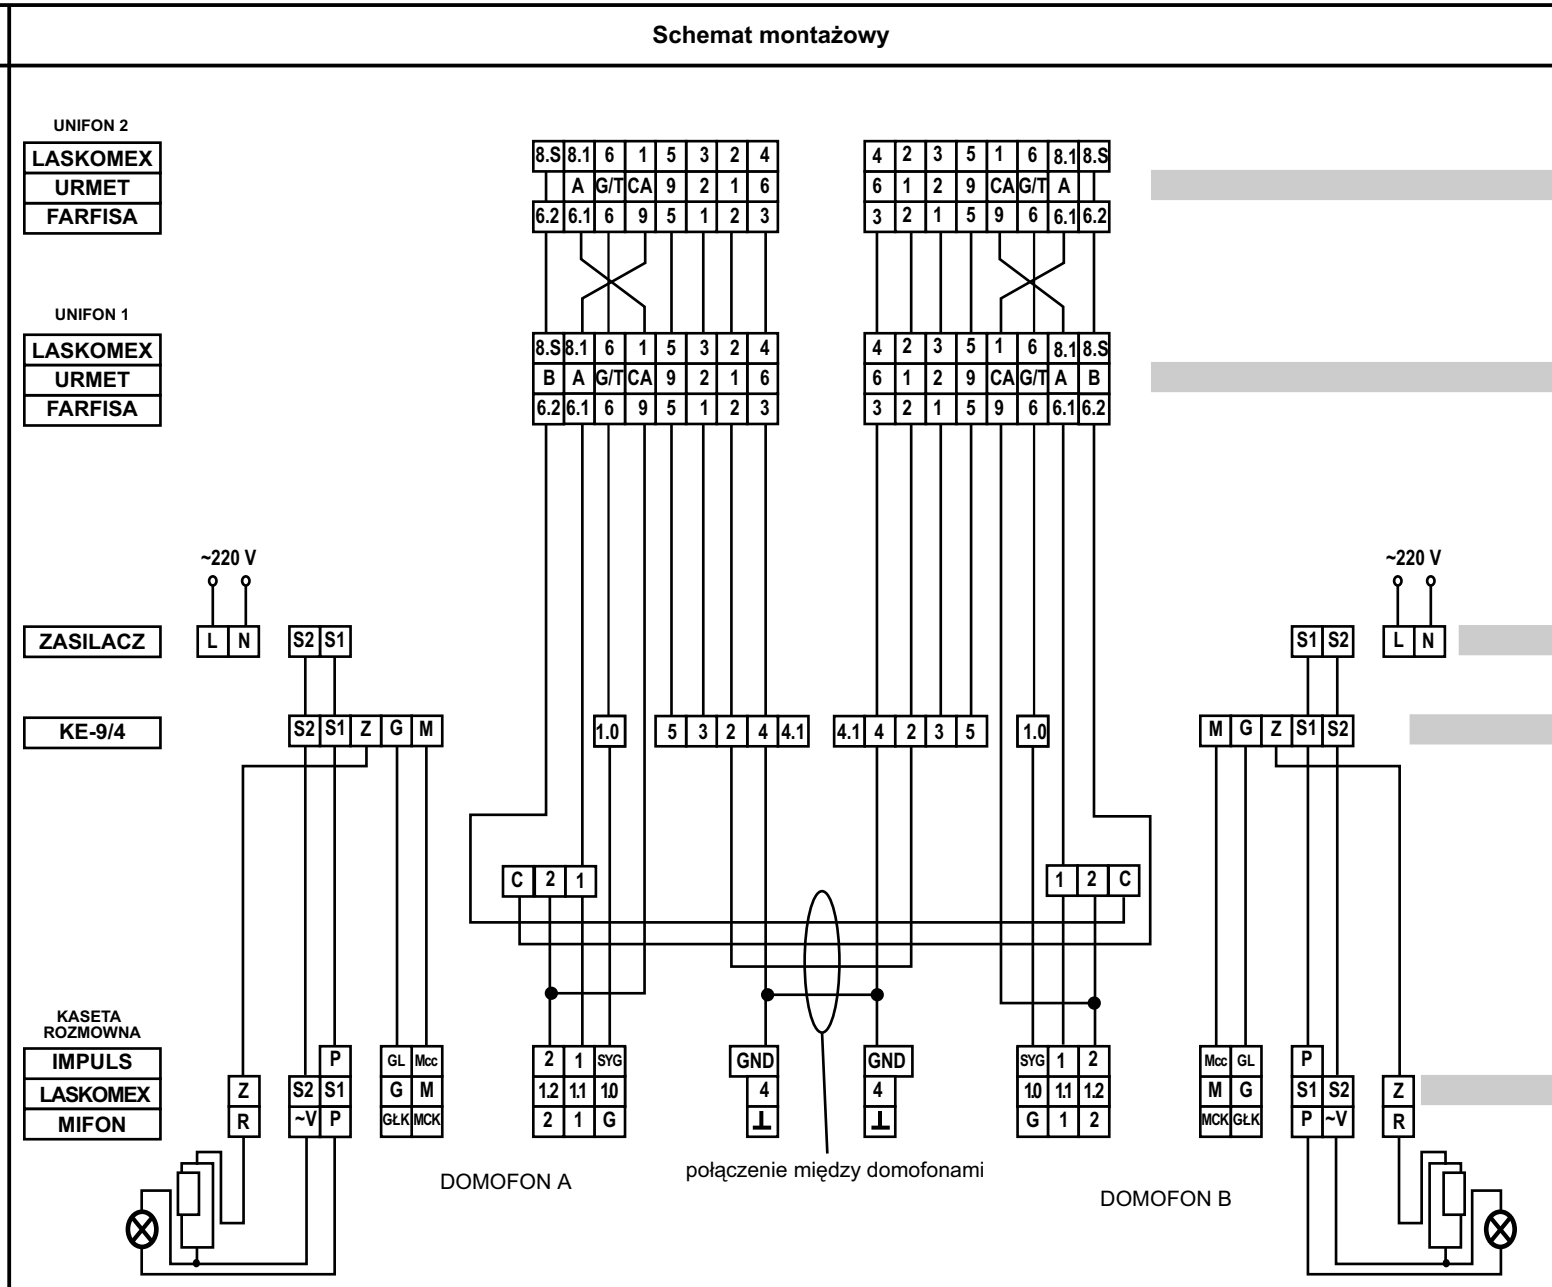 Schemat montażowy
UNIFON 2
LASKOMEX 8.S 8.1 6 1 5 3 2 4 4 2 3 5 1 6 8.1 8.S
URMET A G/T CA 9 2 1 6 6 1 2 9 CA G/T A
FARFISA 6.2 6.1 6 9 5 1 2 3 3 2 1 5 9 6 6.1 6.2
UNIFON 1
LASKOMEX 8.S 8.1 6 1 5 3 2 4 4 2 3 5 1 6 8.1 8.S
URMET B A G/T CA 9 2 1 6 6 1 2 9 CA G/T A B
FARFISA 6.2 6.1 6 9 5 1 2 3 3 2 1 5 9 6 6.1 6.2
~220 V ~220 V
ZASILACZ L N S2 S1 S1 S2 L N
KE-9/4 S2 S1 Z G M 1.0 5 3 2 4 4.1 4.1 4 2 3 5 1.0 M G Z S1 S2
C 2 1 1 2 C
KASETA
ROZMOWNA
IMPULS P GL Mcc 2 1 SYG GND GND SYG 1 2 Mcc GL P
LASKOMEX Z S2 S1 G M 1.2 1.1 1.0 4 4 1.0 1.1 1.2 M G S1 S2 Z
MIFON R ~V P GŁK MCK 2 1 G ⊥ ⊥ G 1 2 MCK GŁK P ~V R
DOMOFON A
połączenie między domofonami
DOMOFON B